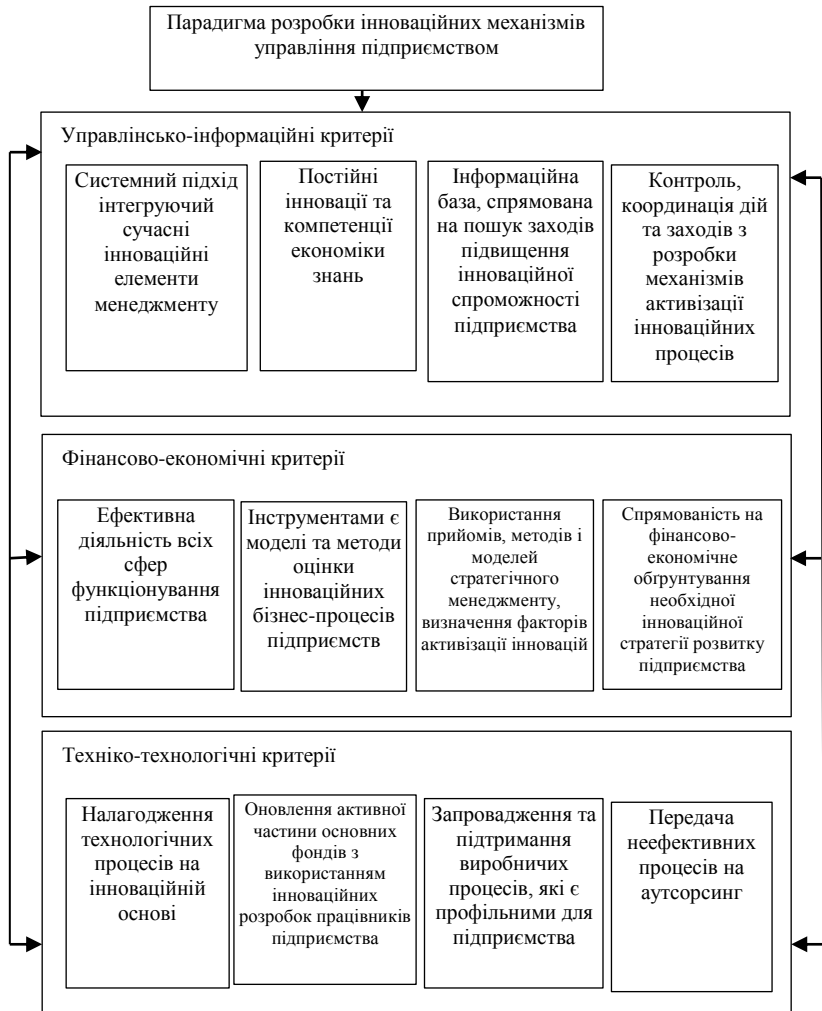 Парадигма розробки інноваційних механізмів
управління підприємством
Управлінсько-інформаційні критерії
Системний підхід
інтегруючий
сучасні
інноваційні
елементи
менеджменту
Постійні
інновації та
компетенції
економіки
знань
Інформаційна
база, спрямована
на пошук заходів
підвищення
інноваційної
спроможності
підприємства
Контроль,
координація дій
та заходів з
розробки
механізмів
активізації
інноваційних
процесів
Фінансово-економічні критерії
Ефективна
діяльність всіх
сфер
функціонування
підприємства
Інструментами є
моделі та методи
оцінки
інноваційних
бізнес-процесів
підприємств
Використання
прийомів, методів і
моделей
стратегічного
менеджменту,
визначення факторів
активізації інновацій
Спрямованість на
фінансово-
економічне
обґрунтування
необхідної
інноваційної
стратегії розвитку
підприємства
Техніко-технологічні критерії
Налагодження
технологічних
процесів на
інноваційній
основі
Оновлення активної
частини основних
фондів з
використанням
інноваційних
розробок працівників
підприємства
Запровадження та
підтримання
виробничих
процесів, які є
профільними для
підприємства
Передача
неефективних
процесів на
аутсорсинг